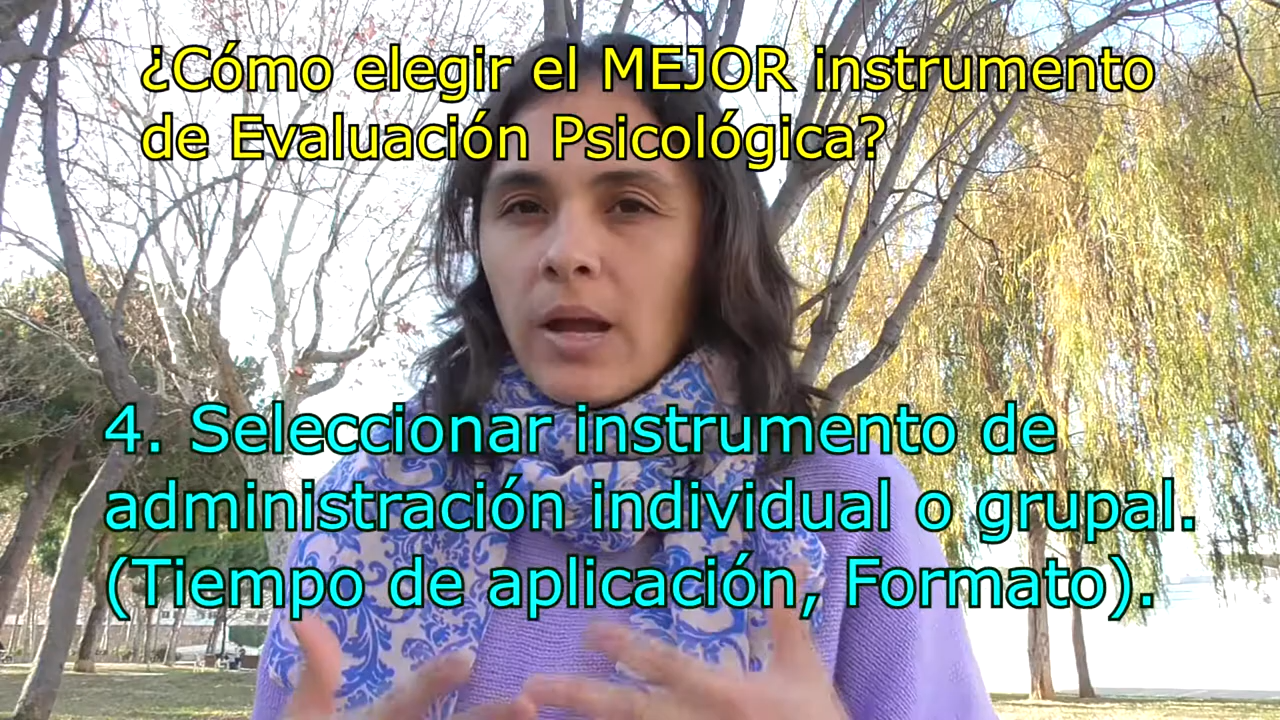 ¿Cómo elegir el MEJOR instrumento
de Evaluación Psicológica?
4. Seleccionar instrumento de
administración individual o grupal.
(Tiempo de aplicación, Formato).